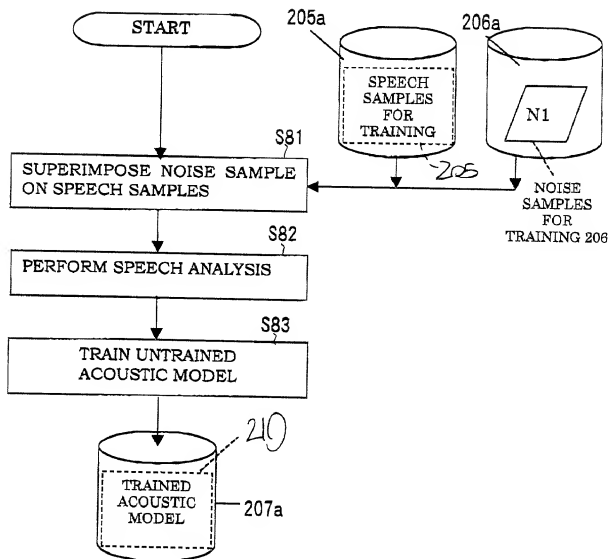 START
205a
206a
SPEECH
SAMPLES
FOR
TRAINING
N1
205
S81
SUPERIMPOSE NOISE SAMPLE
ON SPEECH SAMPLES
NOISE
SAMPLES
FOR
TRAINING 206
S82
PERFORM SPEECH ANALYSIS
S83
TRAIN UNTRAINED
ACOUSTIC MODEL
210
TRAINED
ACOUSTIC
MODEL
207a